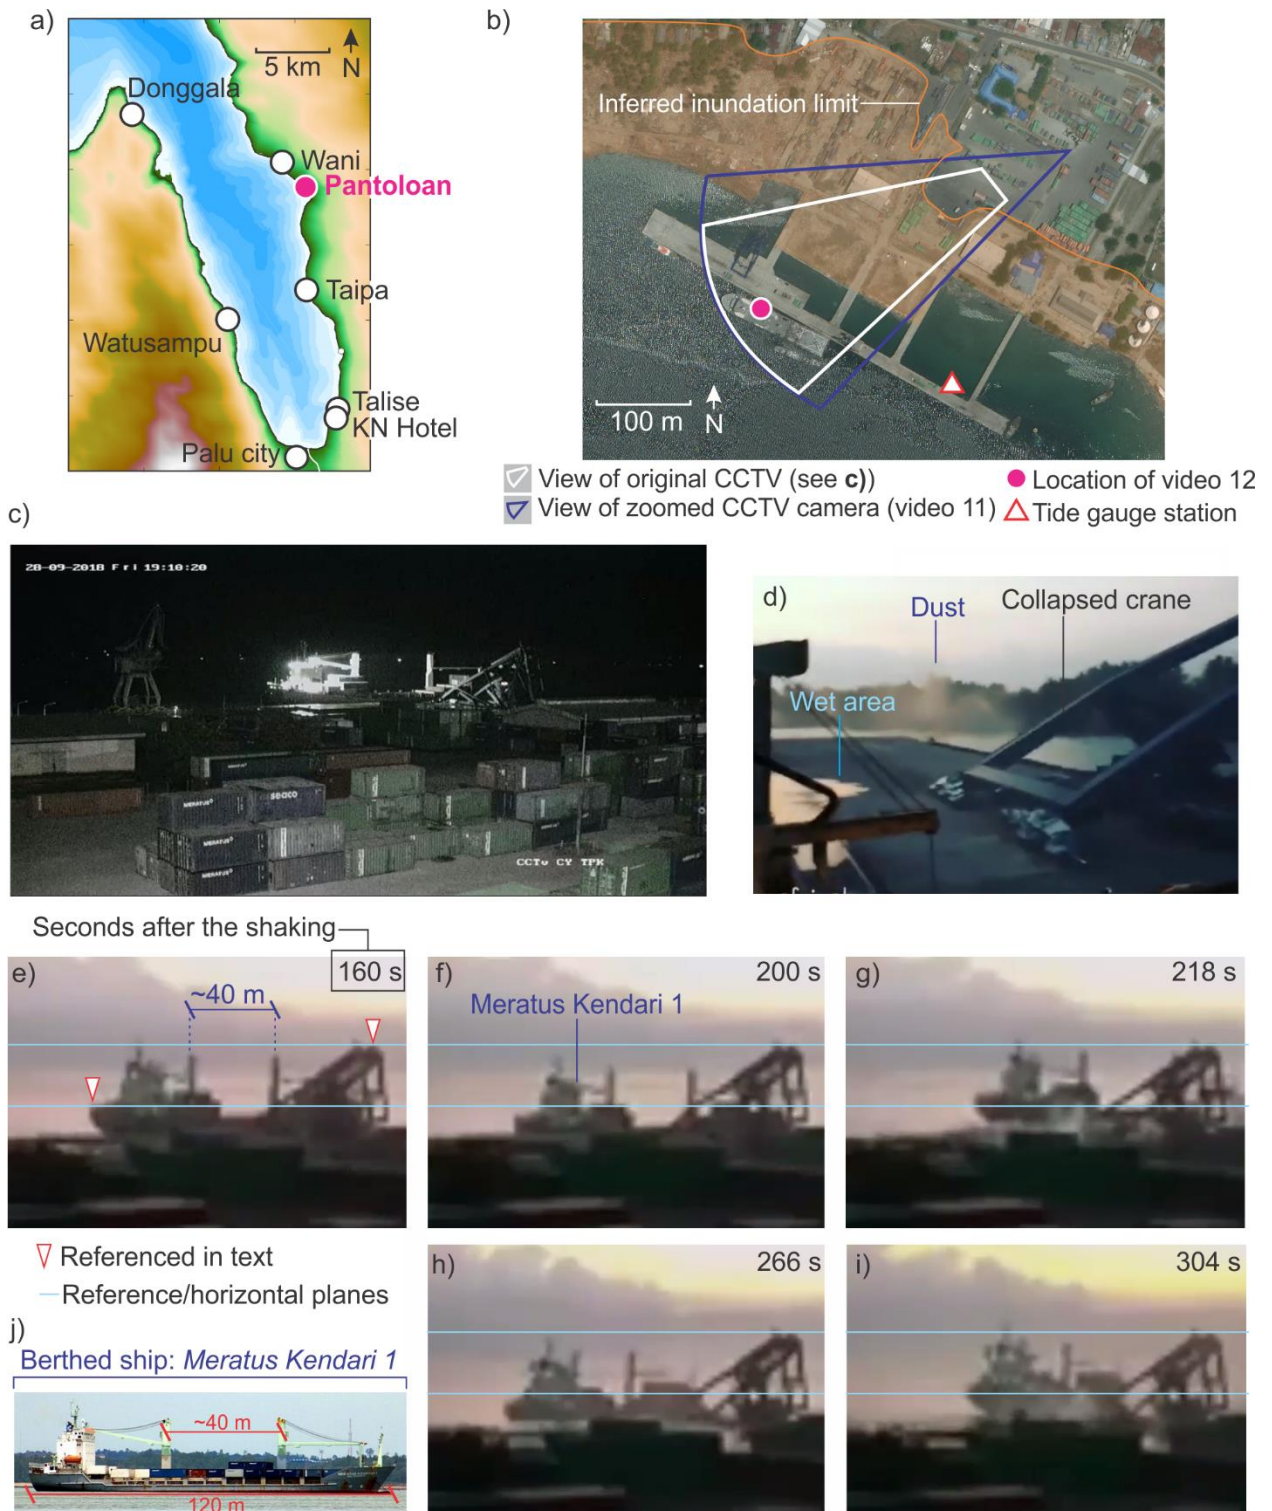 a)
5 km
N
Donggala
Wani
Pantoloan
Taipa
Watusampu
Talise
KN Hotel
Palu city
b)
Inferred inundation limit
100 m
N
View of original CCTV (see c))
View of zoomed CCTV camera (video 11)
Location of video 12
Tide gauge station
c)
28-09-2018 Fri 19:10:20
MERATUS
seaco
MERATUS
MERATUS
CCTv CY TPK
d)
Dust
Collapsed crane
Wet area
Seconds after the shaking
e)
160 s
~40 m
f)
200 s
Meratus Kendari 1
g)
218 s
Referenced in text
Reference/horizontal planes
h)
266 s
i)
304 s
j)
Berthed ship: Meratus Kendari 1
~40 m
120 m